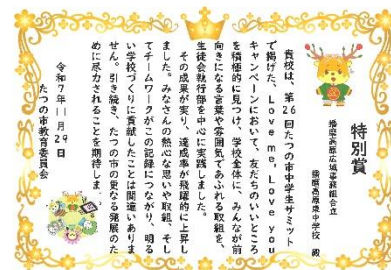 特別賞
播磨高原広域事務組合立
播磨高原東中学校 殿
貴校は、第26回たつの市中学生サミット
で掲げた、Love me,Love you
キャンペーンにおいて、友だちのいいところ
を積極的に見つけ、学校全体に、みんなが前
向きになる言葉や雰囲気であふれる取組を、
生徒会執行部を中心に実践しました。
その成果が実り、達成率が飛躍的に上昇し
ました。みなさんの熱心な思いや取組、そし
てチームワークがこの記録につながり、明る
い学校づくりに貢献したことは間違いありま
せん。引き続き、たつの市の更なる発展のた
めに尽力されることを期待します。
令和7年11月29日
たつの市教育委員会